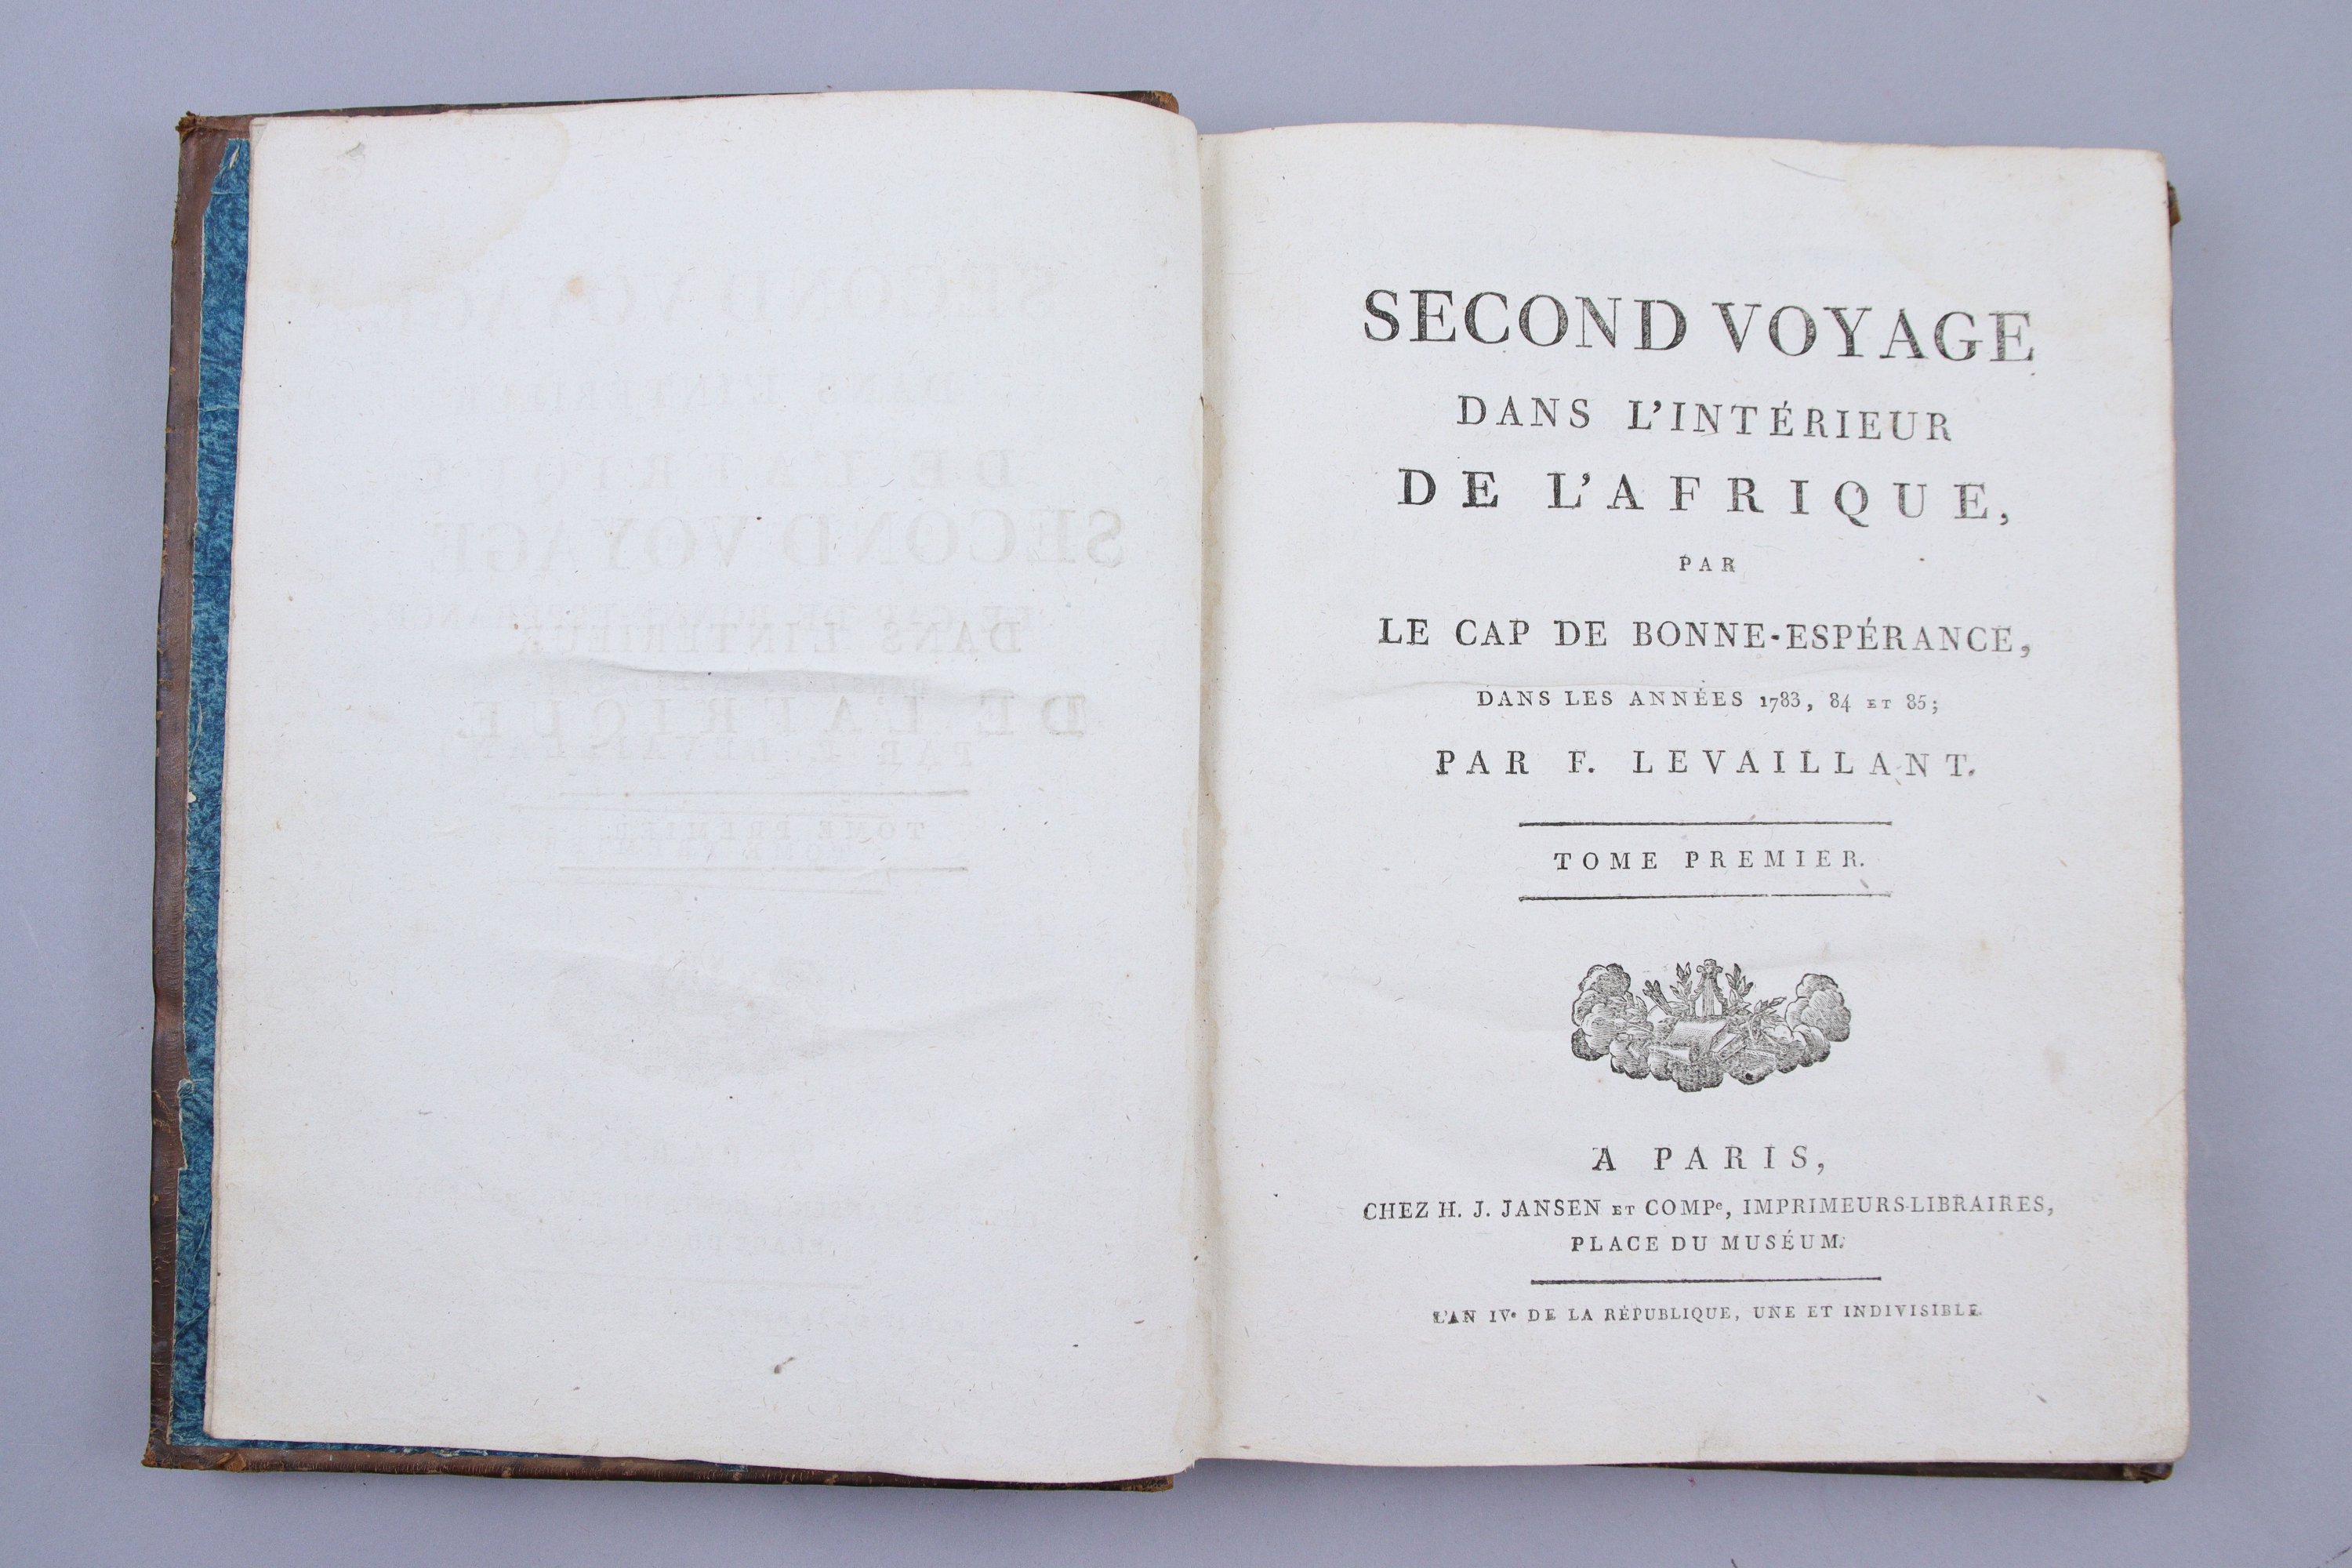 SECOND VOYAGE
DANS L'INTÉRIEUR
DE L'AFRIQUE,
PAR
LE CAP DE BONNE-ESPÉRANCE,
DANS LES ANNÉES 1783, 84 ET 85;
PAR F. LEVAILLANT.
TOME PREMIER.
A PARIS,
CHEZ H. J. JANSEN ET COMPe, IMPRIMEURS-LIBRAIRES,
PLACE DU MUSÉUM.
L'AN IVe DE LA RÉPUBLIQUE, UNE ET INDIVISIBLE.